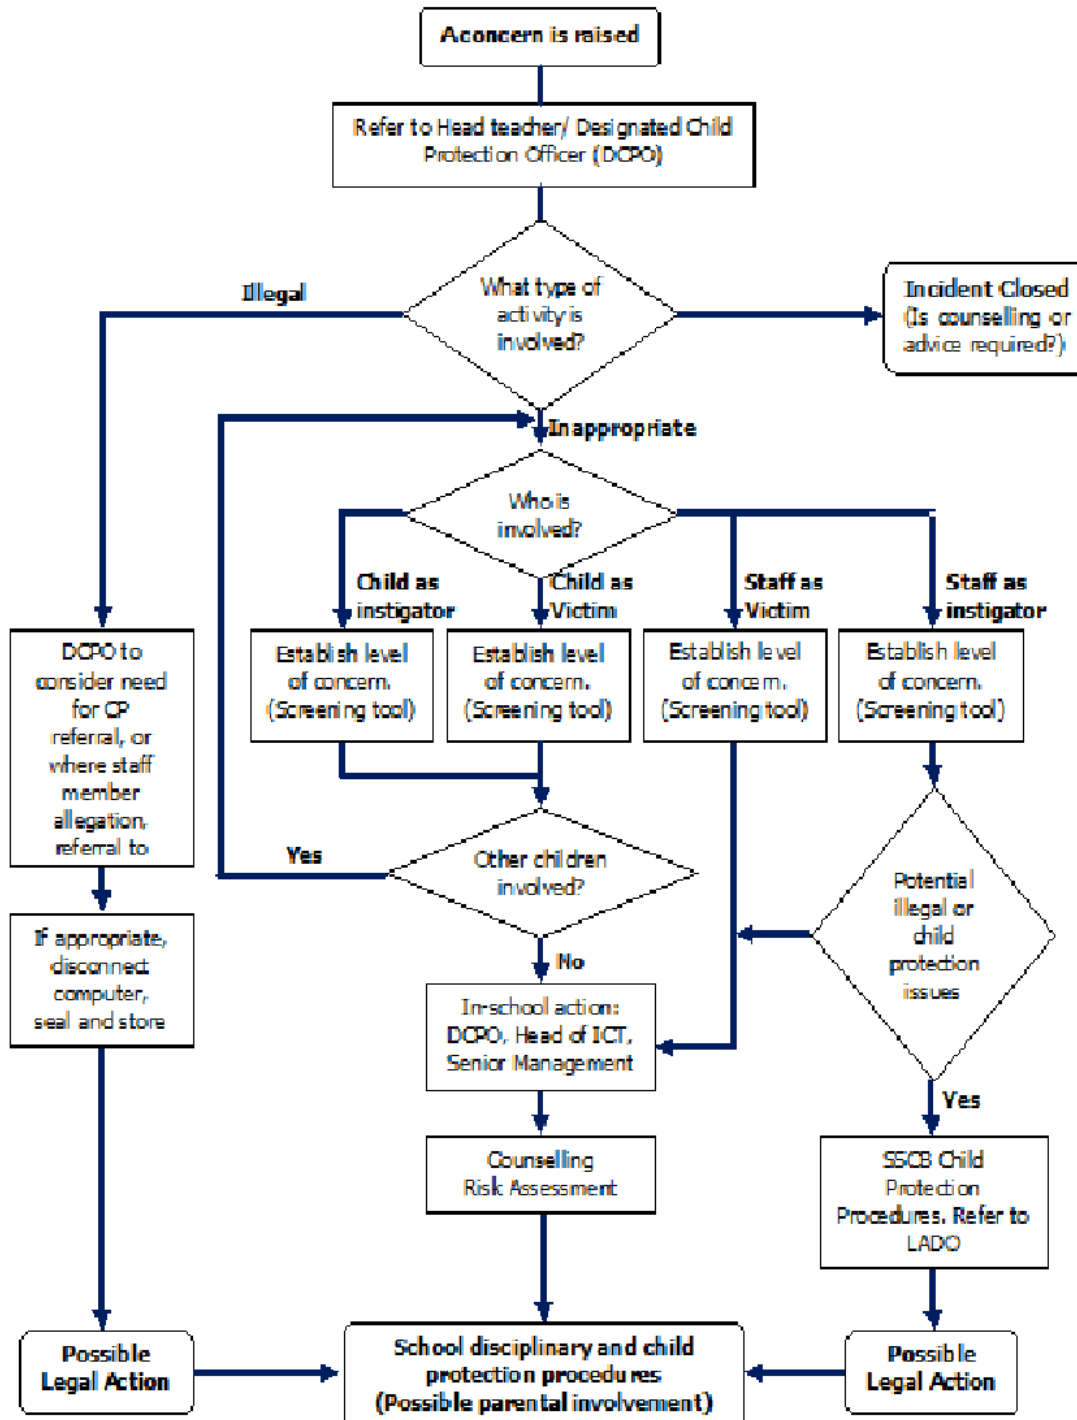 A concern is raised
Refer to Head teacher/ Designated Child
Protection Officer (DCPO)
What type of
activity is
involved?
Illegal
Incident Closed
(Is counselling or
advice required?)
Inappropriate
Who is
involved?
Child as
instigator
Child as
Victim
Staff as
Victim
Staff as
instigator
DCPO to
consider need
for CP
referral, or
where staff
member
allegation,
referral to
Establish level
of concern.
(Screening tool)
Establish level
of concern.
(Screening tool)
Establish level
of concern.
(Screening tool)
Establish level
of concern.
(Screening tool)
Yes
Other children
involved?
Potential
illegal or
child
protection
issues
If appropriate,
disconnect
computer,
seal and store
No
In-school action:
DCPO, Head of ICT,
Senior Management
Yes
Counselling
Risk Assessment
SSCB Child
Protection
Procedures. Refer to
LADO
Possible
Legal Action
School disciplinary and child
protection procedures
(Possible parental involvement)
Possible
Legal Action